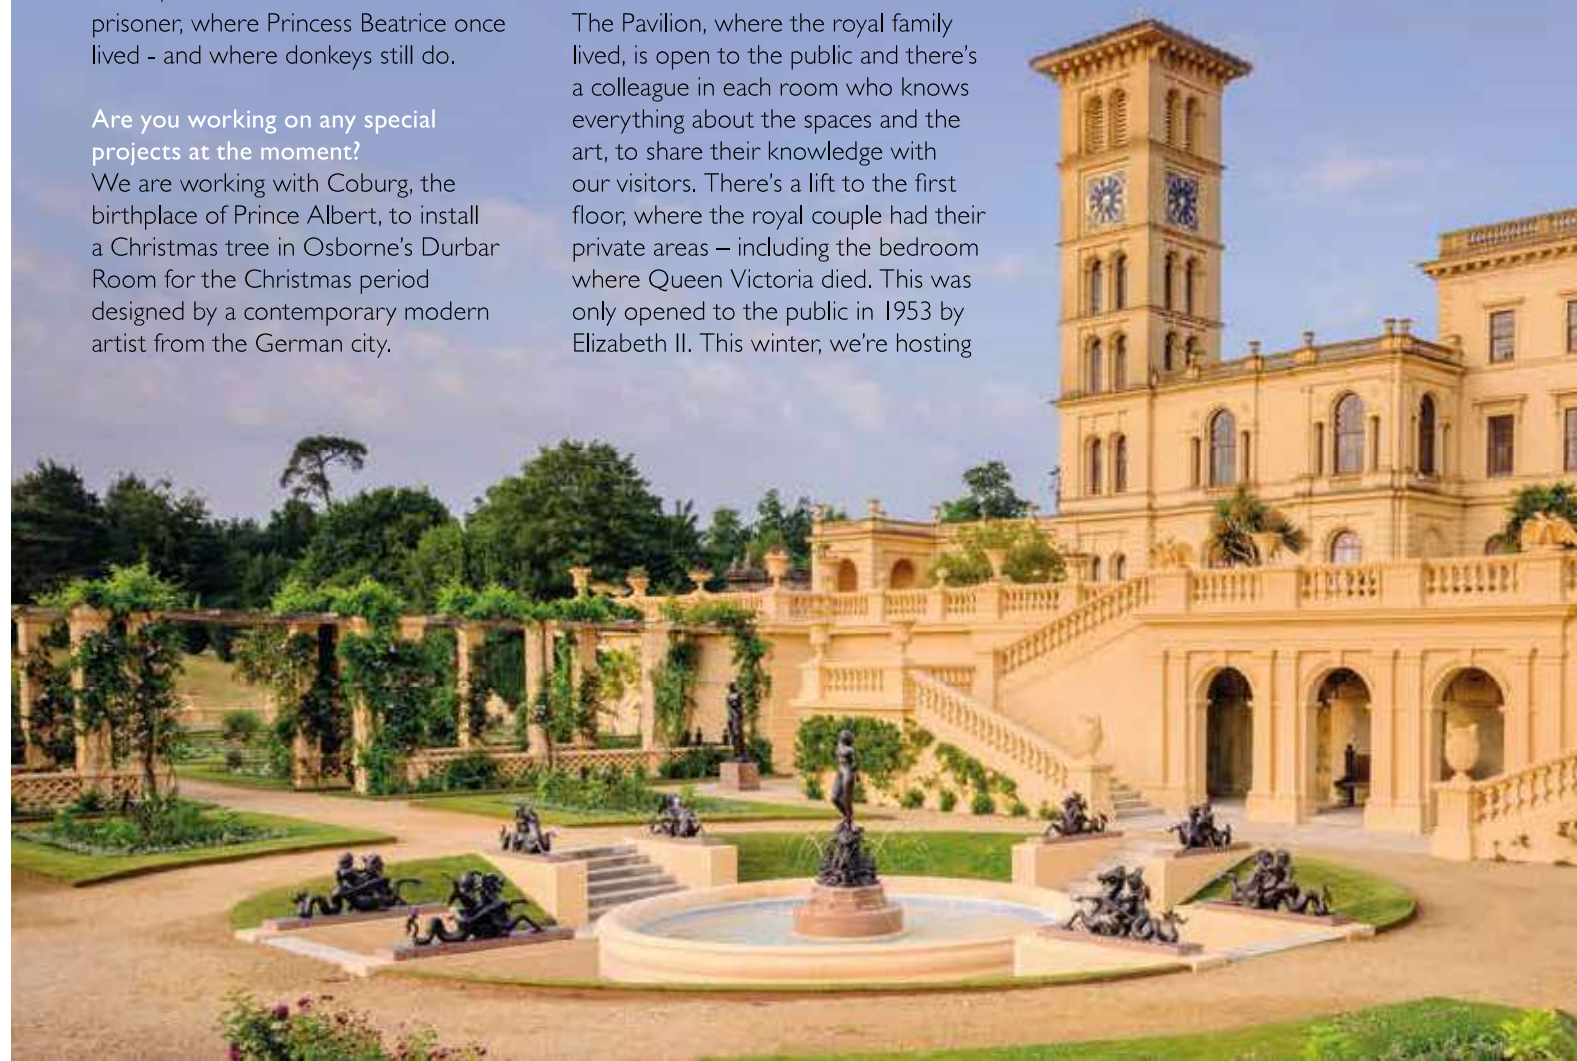 prisoner, where Princess Beatrice once
lived - and where donkeys still do.
Are you working on any special
projects at the moment?
We are working with Coburg, the
birthplace of Prince Albert, to install
a Christmas tree in Osborne's Durbar
Room for the Christmas period
designed by a contemporary modern
artist from the German city.
The Pavilion, where the royal family
lived, is open to the public and there's
a colleague in each room who knows
everything about the spaces and the
art, to share their knowledge with
our visitors. There's a lift to the first
floor, where the royal couple had their
private areas – including the bedroom
where Queen Victoria died. This was
only opened to the public in 1953 by
Elizabeth II. This winter, we're hosting